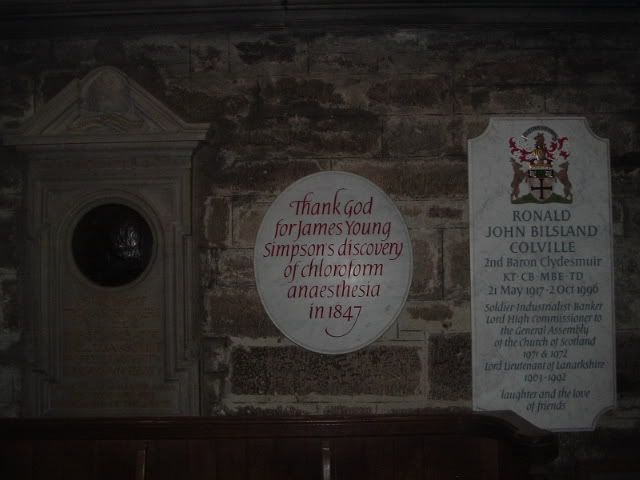 Thank God
for James Young
Simpson's discovery
of chloroform
anaesthesia
in 1847
RONALD
JOHN BILSLAND
COLVILLE
2nd Baron Clydesmuir
KT·CB·MBE·TD
21 May 1917·2 Oct 1996
Soldier·Industrialist·Banker
Lord High Commissioner to
the General Assembly
of the Church of Scotland
1971 & 1972
Lord Lieutenant of Lanarkshire
1963-1992
laughter and the love
of friends